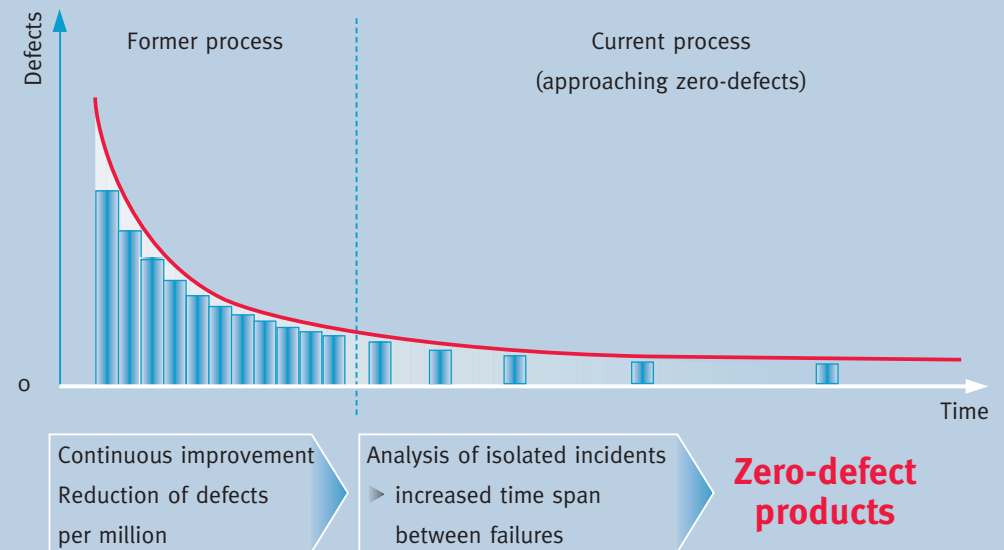 Defects
Former process
Current process
(approaching zero-defects)
0
Time
Continuous improvement
Reduction of defects
per million
Analysis of isolated incidents
increased time span
between failures
Zero-defect
products